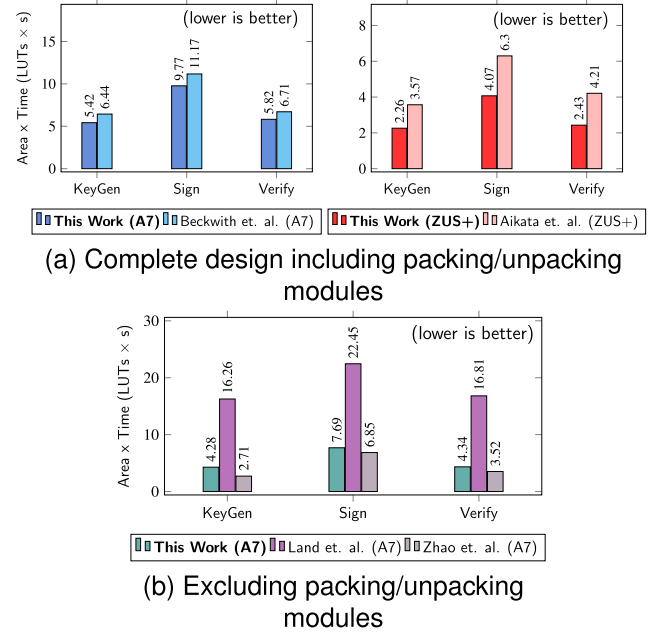 (lower is better)
Area x Time (LUTs × s)
15
10
5
0
5.42
6.44
9.77
11.17
5.82
6.71
KeyGen
Sign
Verify
This Work (A7) Beckwith et. al. (A7)
(lower is better)
8
6
4
2
0
2.26
3.57
4.07
6.3
2.43
4.21
KeyGen
Sign
Verify
This Work (ZUS+) Aikata et. al. (ZUS+)
(a) Complete design including packing/unpacking
modules
(lower is better)
Area x Time (LUTs × s)
30
20
10
0
4.28
16.26
2.71
7.69
22.45
6.85
4.34
16.81
3.52
KeyGen
Sign
Verify
This Work (A7) Land et. al. (A7) Zhao et. al. (A7)
(b) Excluding packing/unpacking
modules